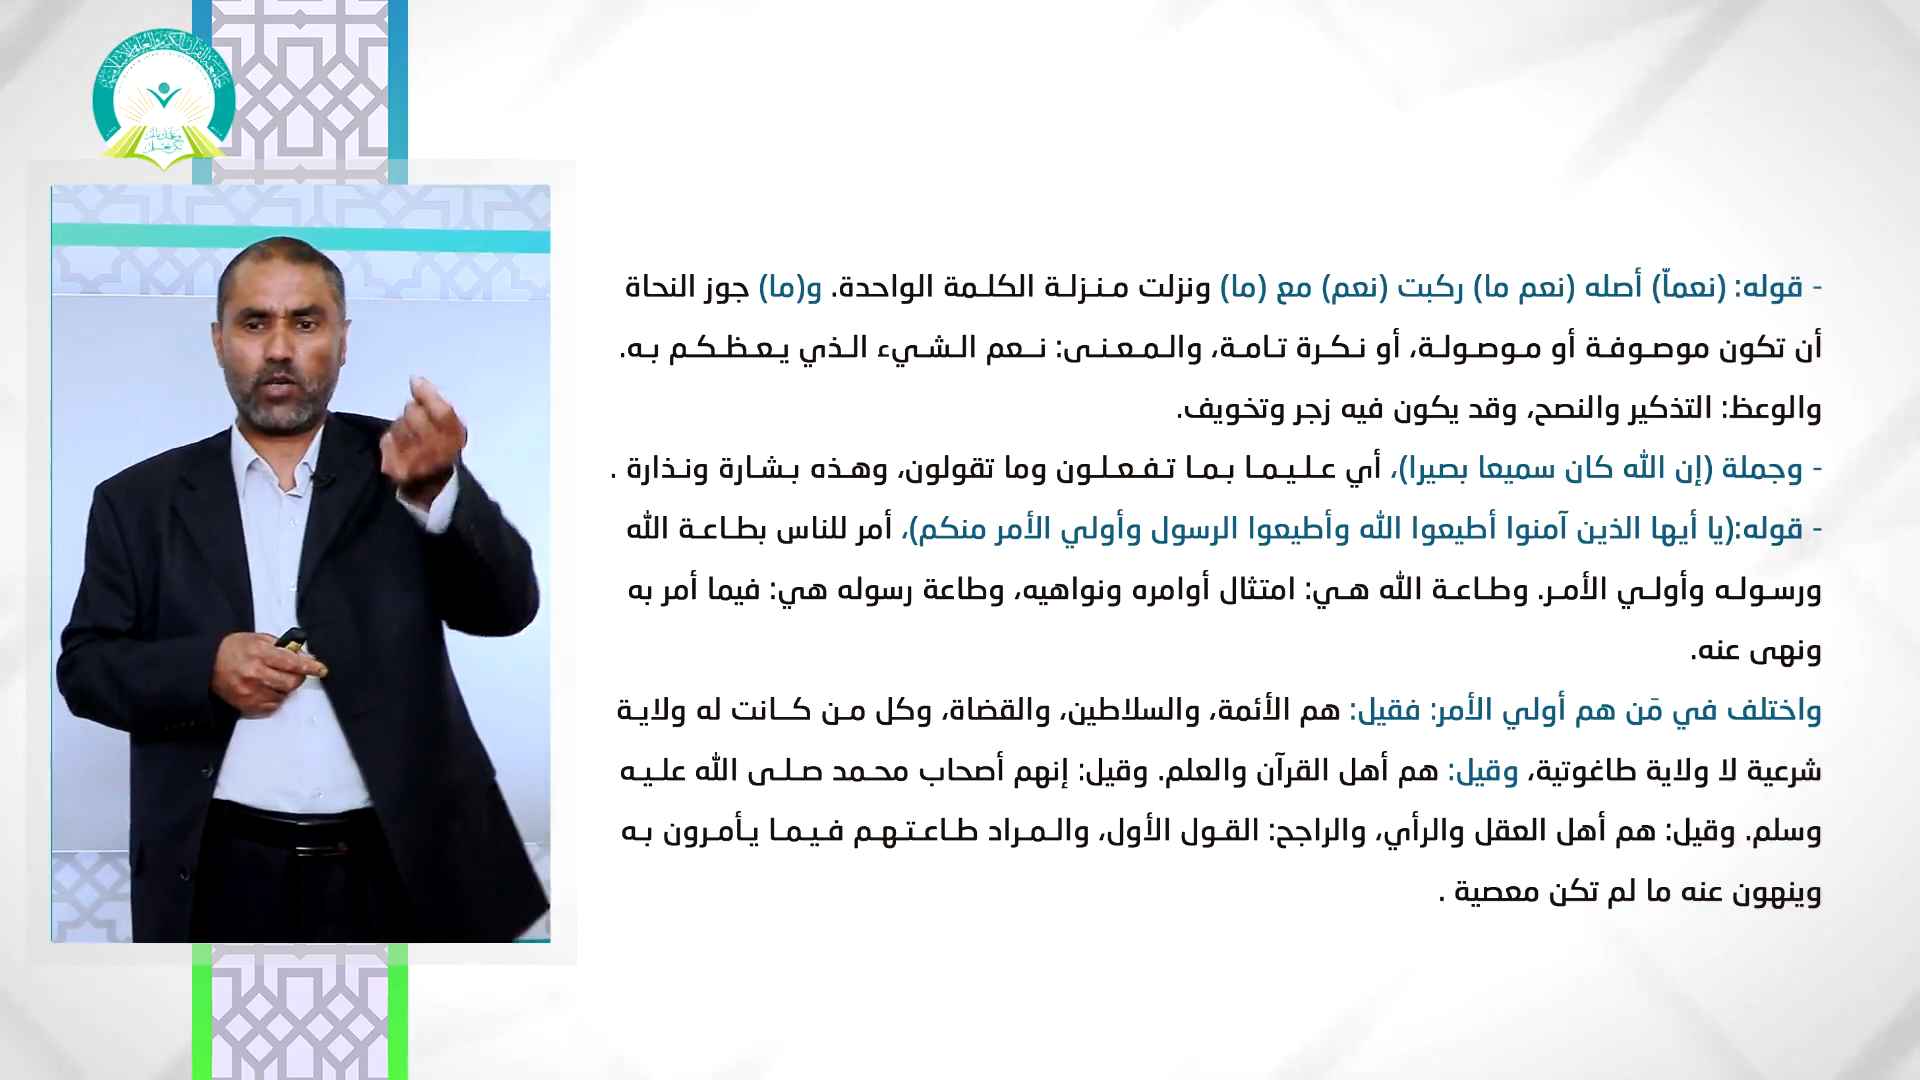 جامعة القرآن الكريم والعلوم الإسلامية
- قوله: (نعماّ) أصله (نعم ما) ركبت (نعم) مع (ما) ونزلت منزلة الكلمة الواحدة. و(ما) جوز النحاة
أن تكون موصوفة أو موصولة، أو نكرة تامة، والمعنى: نعم الشيء الذي يعظكم به.
والوعظ: التذكير والنصح، وقد يكون فيه زجر وتخويف.
- وجملة (إن الله كان سميعا بصيرا)، أي عليما بما تفعلون وما تقولون، وهذه بشارة ونذارة .
- قوله:(يا أيها الذين آمنوا أطيعوا الله وأطيعوا الرسول وأولي الأمر منكم)، أمر للناس بطاعة الله
ورسوله وأولي الأمر. وطاعة الله هي: امتثال أوامره ونواهيه، وطاعة رسوله هي: فيما أمر به
ونهى عنه.
واختلف في مَن هم أولي الأمر: فقيل: هم الأئمة، والسلاطين، والقضاة، وكل من كانت له ولاية
شرعية لا ولاية طاغوتية، وقيل: هم أهل القرآن والعلم. وقيل: إنهم أصحاب محمد صلى الله عليه
وسلم. وقيل: هم أهل العقل والرأي، والراجح: القول الأول، والمراد طاعتهم فيما يأمرون به
وينهون عنه ما لم تكن معصية .